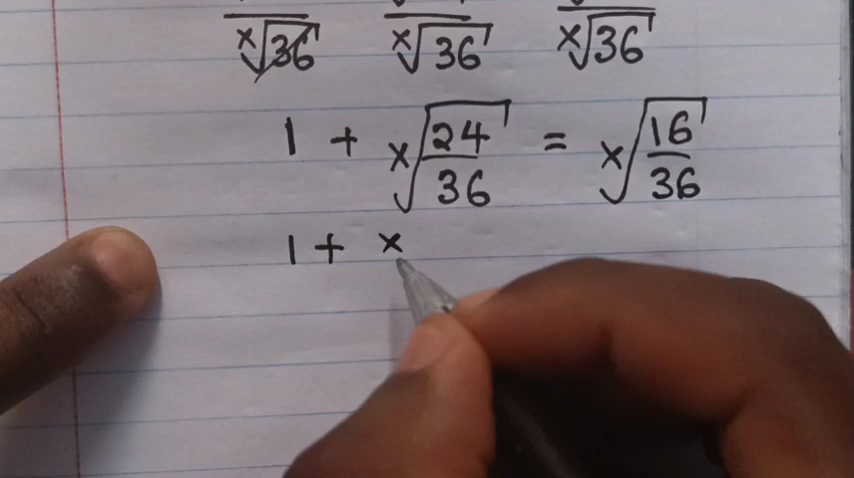 ˣ√36 ˣ√36 ˣ√36
1 + ˣ√(24/36) = ˣ√(16/36)
1 + x